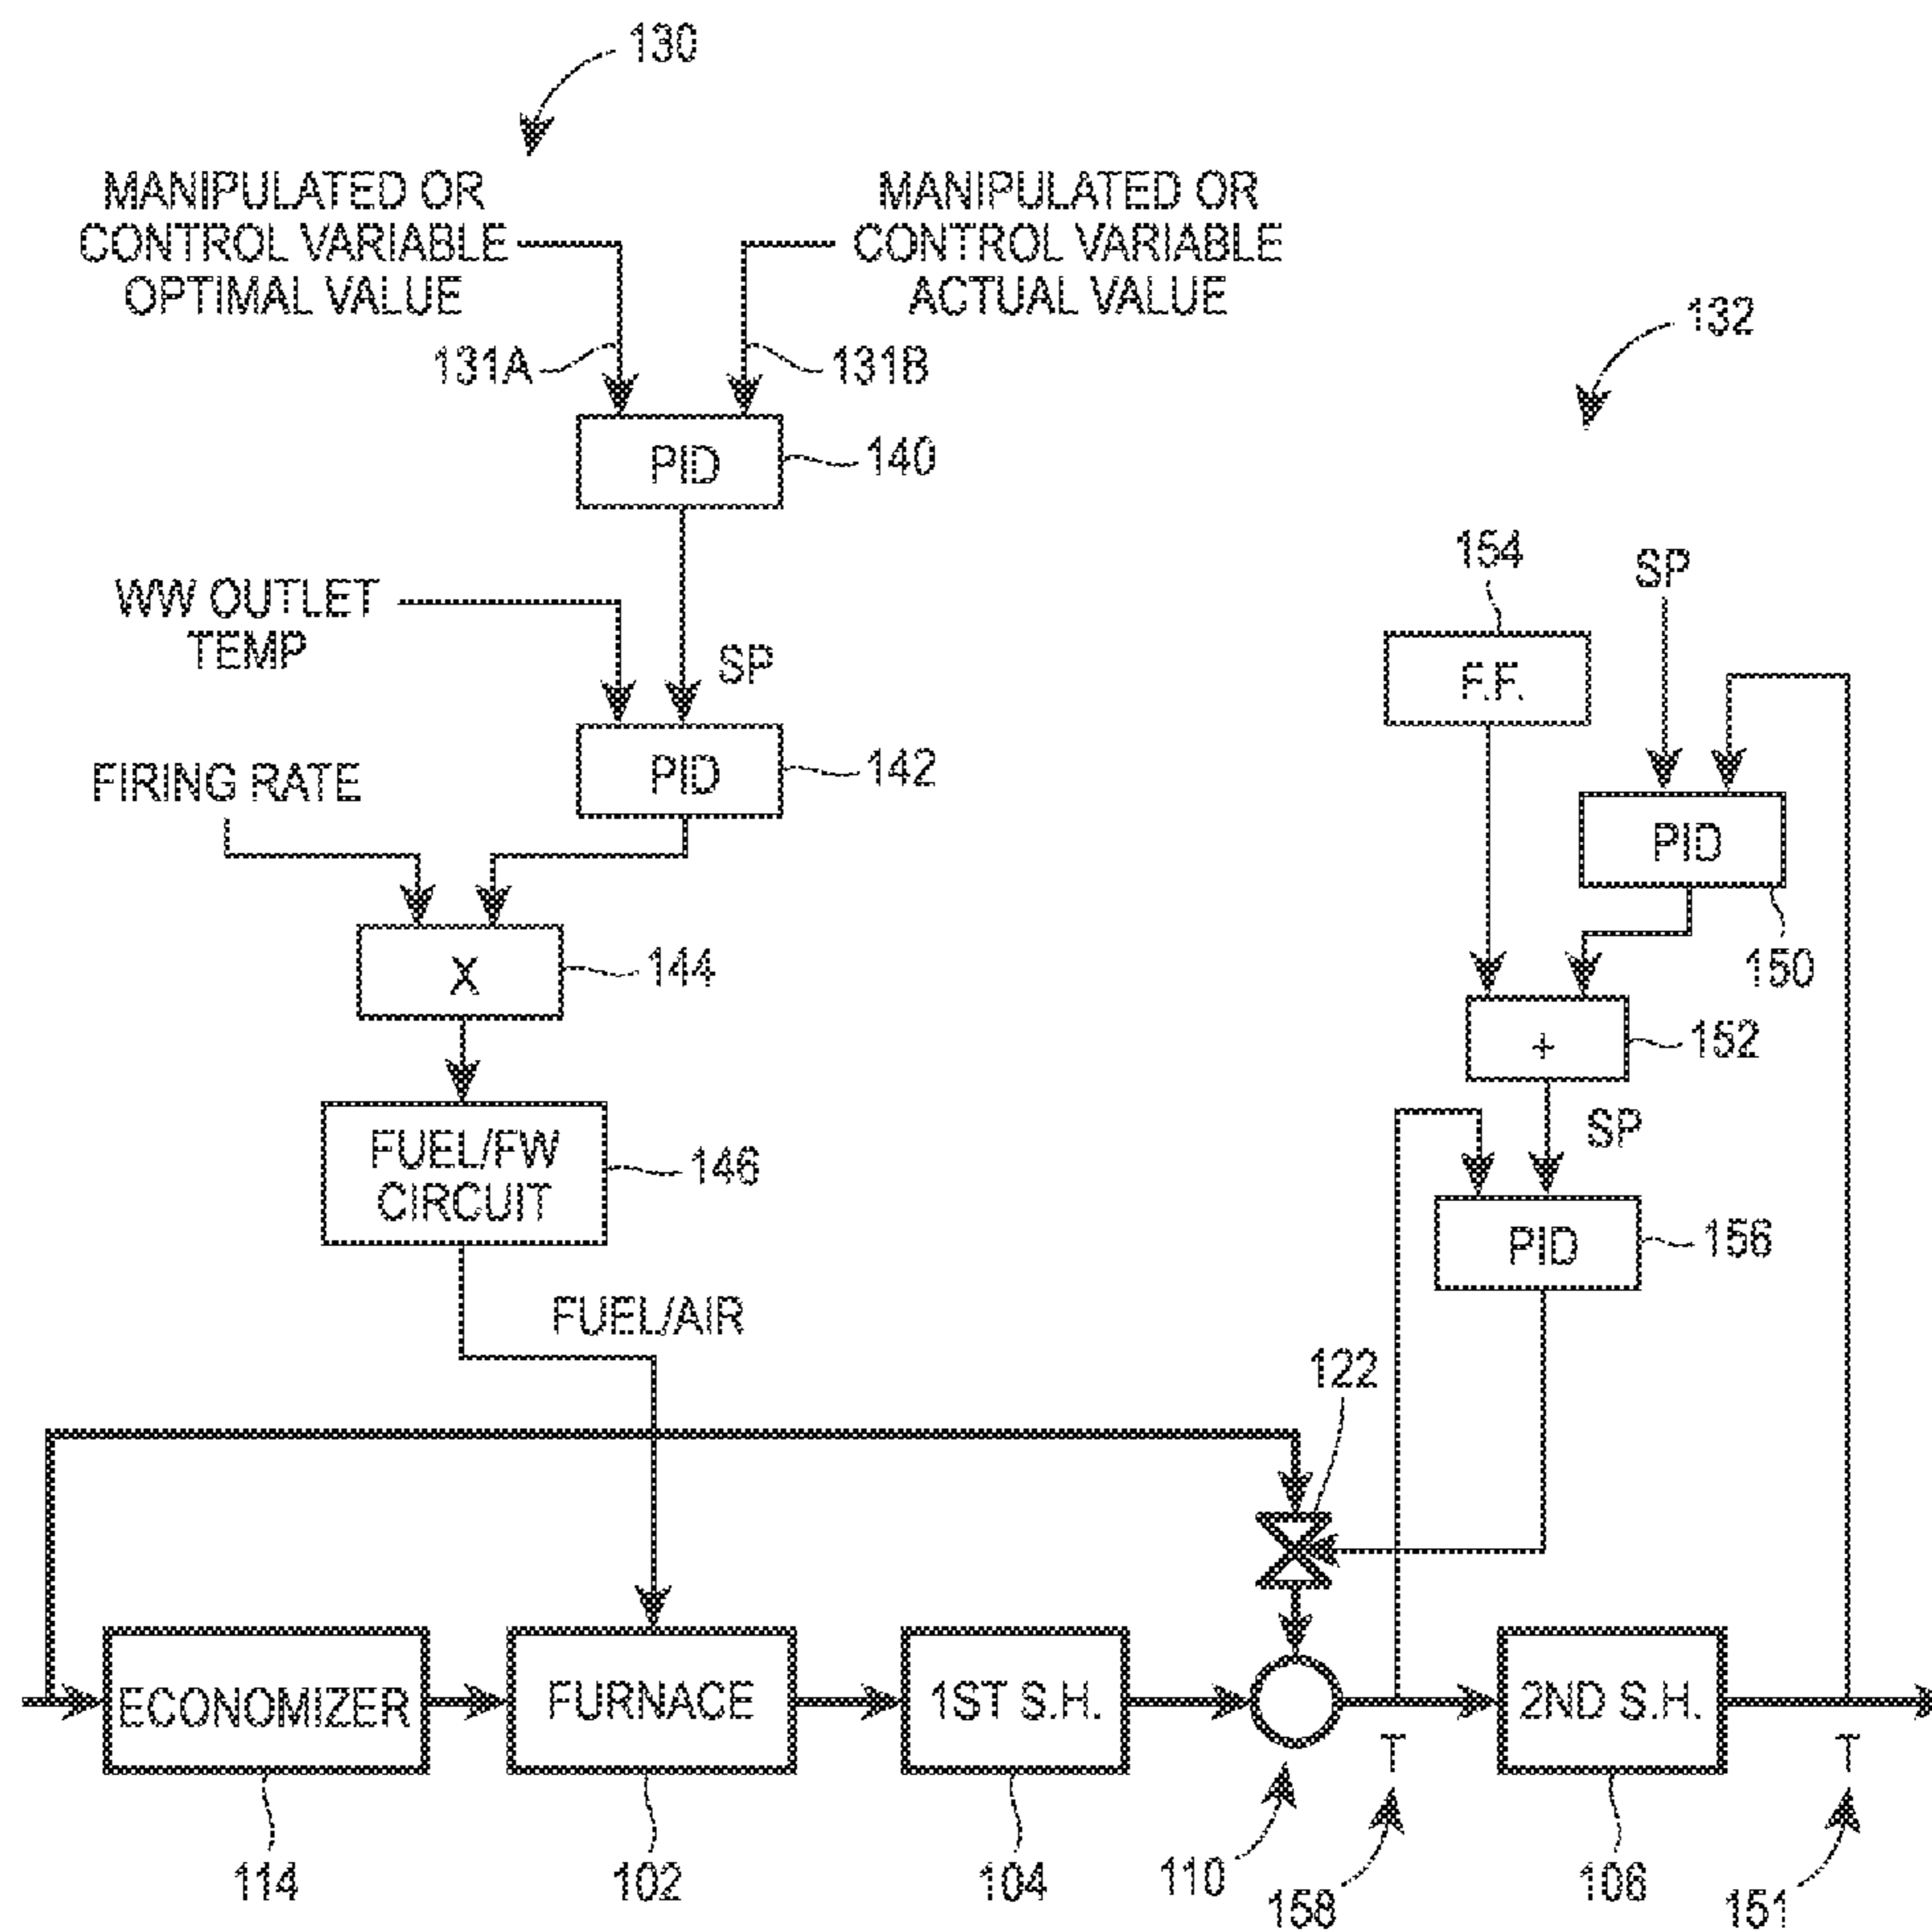 130
MANIPULATED OR
CONTROL VARIABLE
OPTIMAL VALUE
MANIPULATED OR
CONTROL VARIABLE
ACTUAL VALUE
132
131A
131B
PID
140
154
SP
WW OUTLET
TEMP
SP
F.F.
FIRING RATE
PID
142
PID
150
X
144
+
152
SP
FUEL/FW
CIRCUIT
146
PID
156
FUEL/AIR
122
ECONOMIZER
FURNACE
1ST S.H.
2ND S.H.
T
T
114
102
104
110
158
106
151